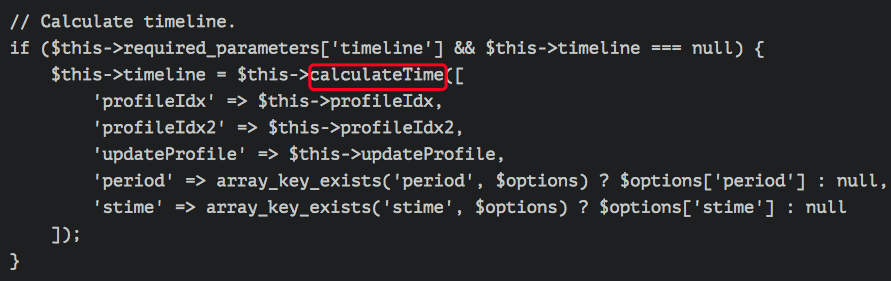 // Calculate timeline.
if ($this->required_parameters['timeline'] && $this->timeline === null) {
$this->timeline = $this->calculateTime([
'profileIdx' => $this->profileIdx,
'profileIdx2' => $this->profileIdx2,
'updateProfile' => $this->updateProfile,
'period' => array_key_exists('period', $options) ? $options['period'] : null,
'stime' => array_key_exists('stime', $options) ? $options['stime'] : null
]);
}